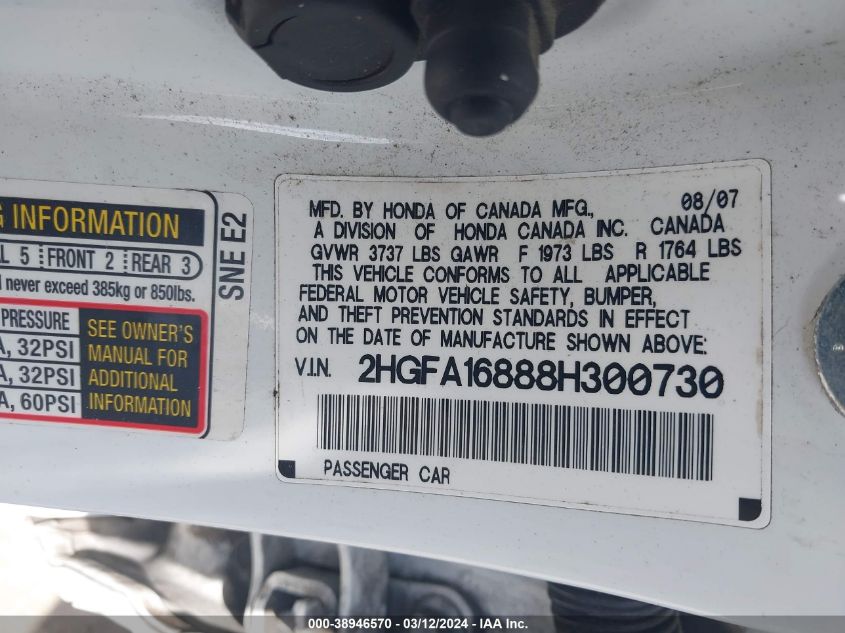 G INFORMATION
L 5 FRONT 2 REAR 3
never exceed 385kg or 850lbs.
PRESSURE
A, 32PSI
A, 32PSI
A, 60PSI
SEE OWNER'S
MANUAL FOR
ADDITIONAL
INFORMATION
SNE E2
MFD. BY HONDA OF CANADA MFG., 08/07
A DIVISION OF HONDA CANADA INC. CANADA
GVWR 3737 LBS GAWR F 1973 LBS R 1764 LBS
THIS VEHICLE CONFORMS TO ALL APPLICABLE
FEDERAL MOTOR VEHICLE SAFETY, BUMPER,
AND THEFT PREVENTION STANDARDS IN EFFECT
ON THE DATE OF MANUFACTURE SHOWN ABOVE:
V.I.N. 2HGFA16888H300730
PASSENGER CAR
000-38946570 - 03/12/2024 - IAA Inc.